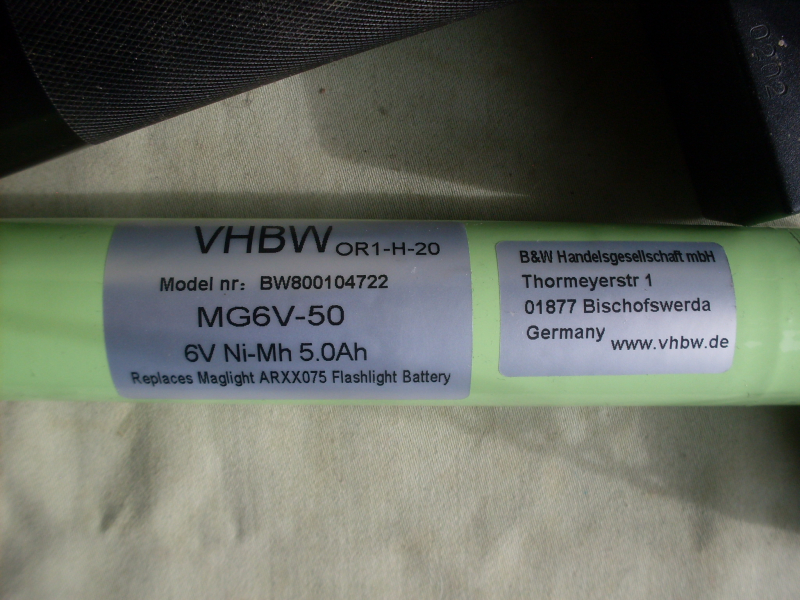 VHBW OR1-H-20
Model nr: BW800104722
MG6V-50
6V Ni-Mh 5.0Ah
Replaces Maglight ARXX075 Flashlight Battery
B&W Handelsgesellschaft mbH
Thormeyerstr 1
01877 Bischofswerda
Germany www.vhbw.de
0202